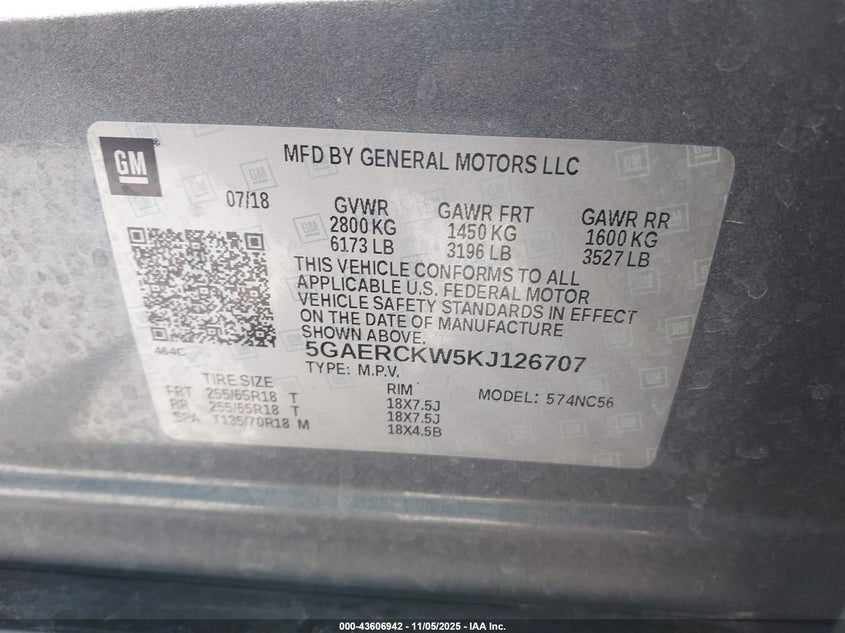 GM
MFD BY GENERAL MOTORS LLC
07/18
GVWR GAWR FRT GAWR RR
2800 KG 1450 KG 1600 KG
6173 LB 3196 LB 3527 LB
THIS VEHICLE CONFORMS TO ALL
APPLICABLE U.S. FEDERAL MOTOR
VEHICLE SAFETY STANDARDS IN EFFECT
ON THE DATE OF MANUFACTURE
SHOWN ABOVE.
464C
5GAERCKW5KJ126707
TYPE: M.P.V.
TIRE SIZE RIM MODEL: 574NC56
FRT 255/65R18 T 18X7.5J
RR 255/65R18 T 18X7.5J
SPA T135/70R18 M 18X4.5B
000-43606942 - 11/05/2025 - IAA Inc.